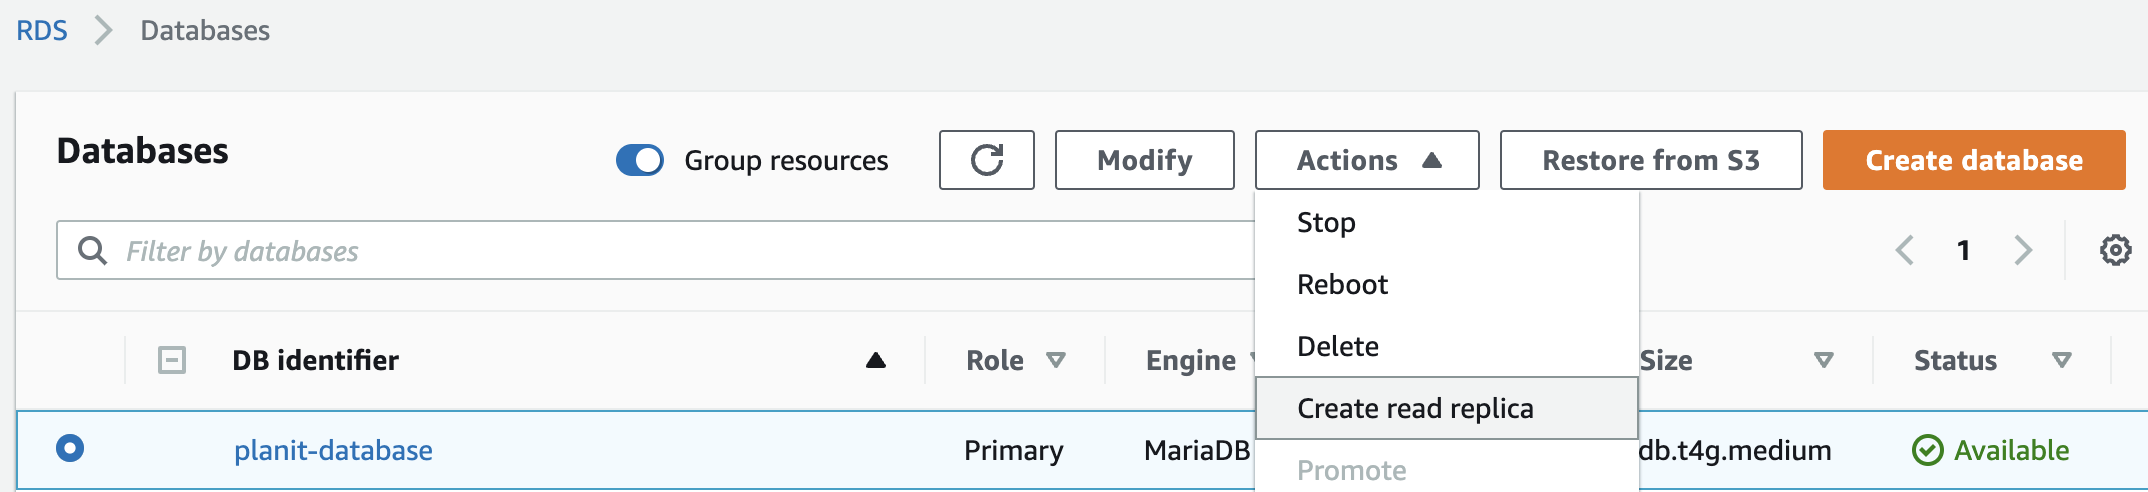 RDS > Databases
Databases Group resources Modify Actions Restore from S3 Create database
Stop
Filter by databases 1
Reboot
Delete
DB identifier Role Engine Size Status
Create read replica
planit-database Primary MariaDB db.t4g.medium Available
Promote